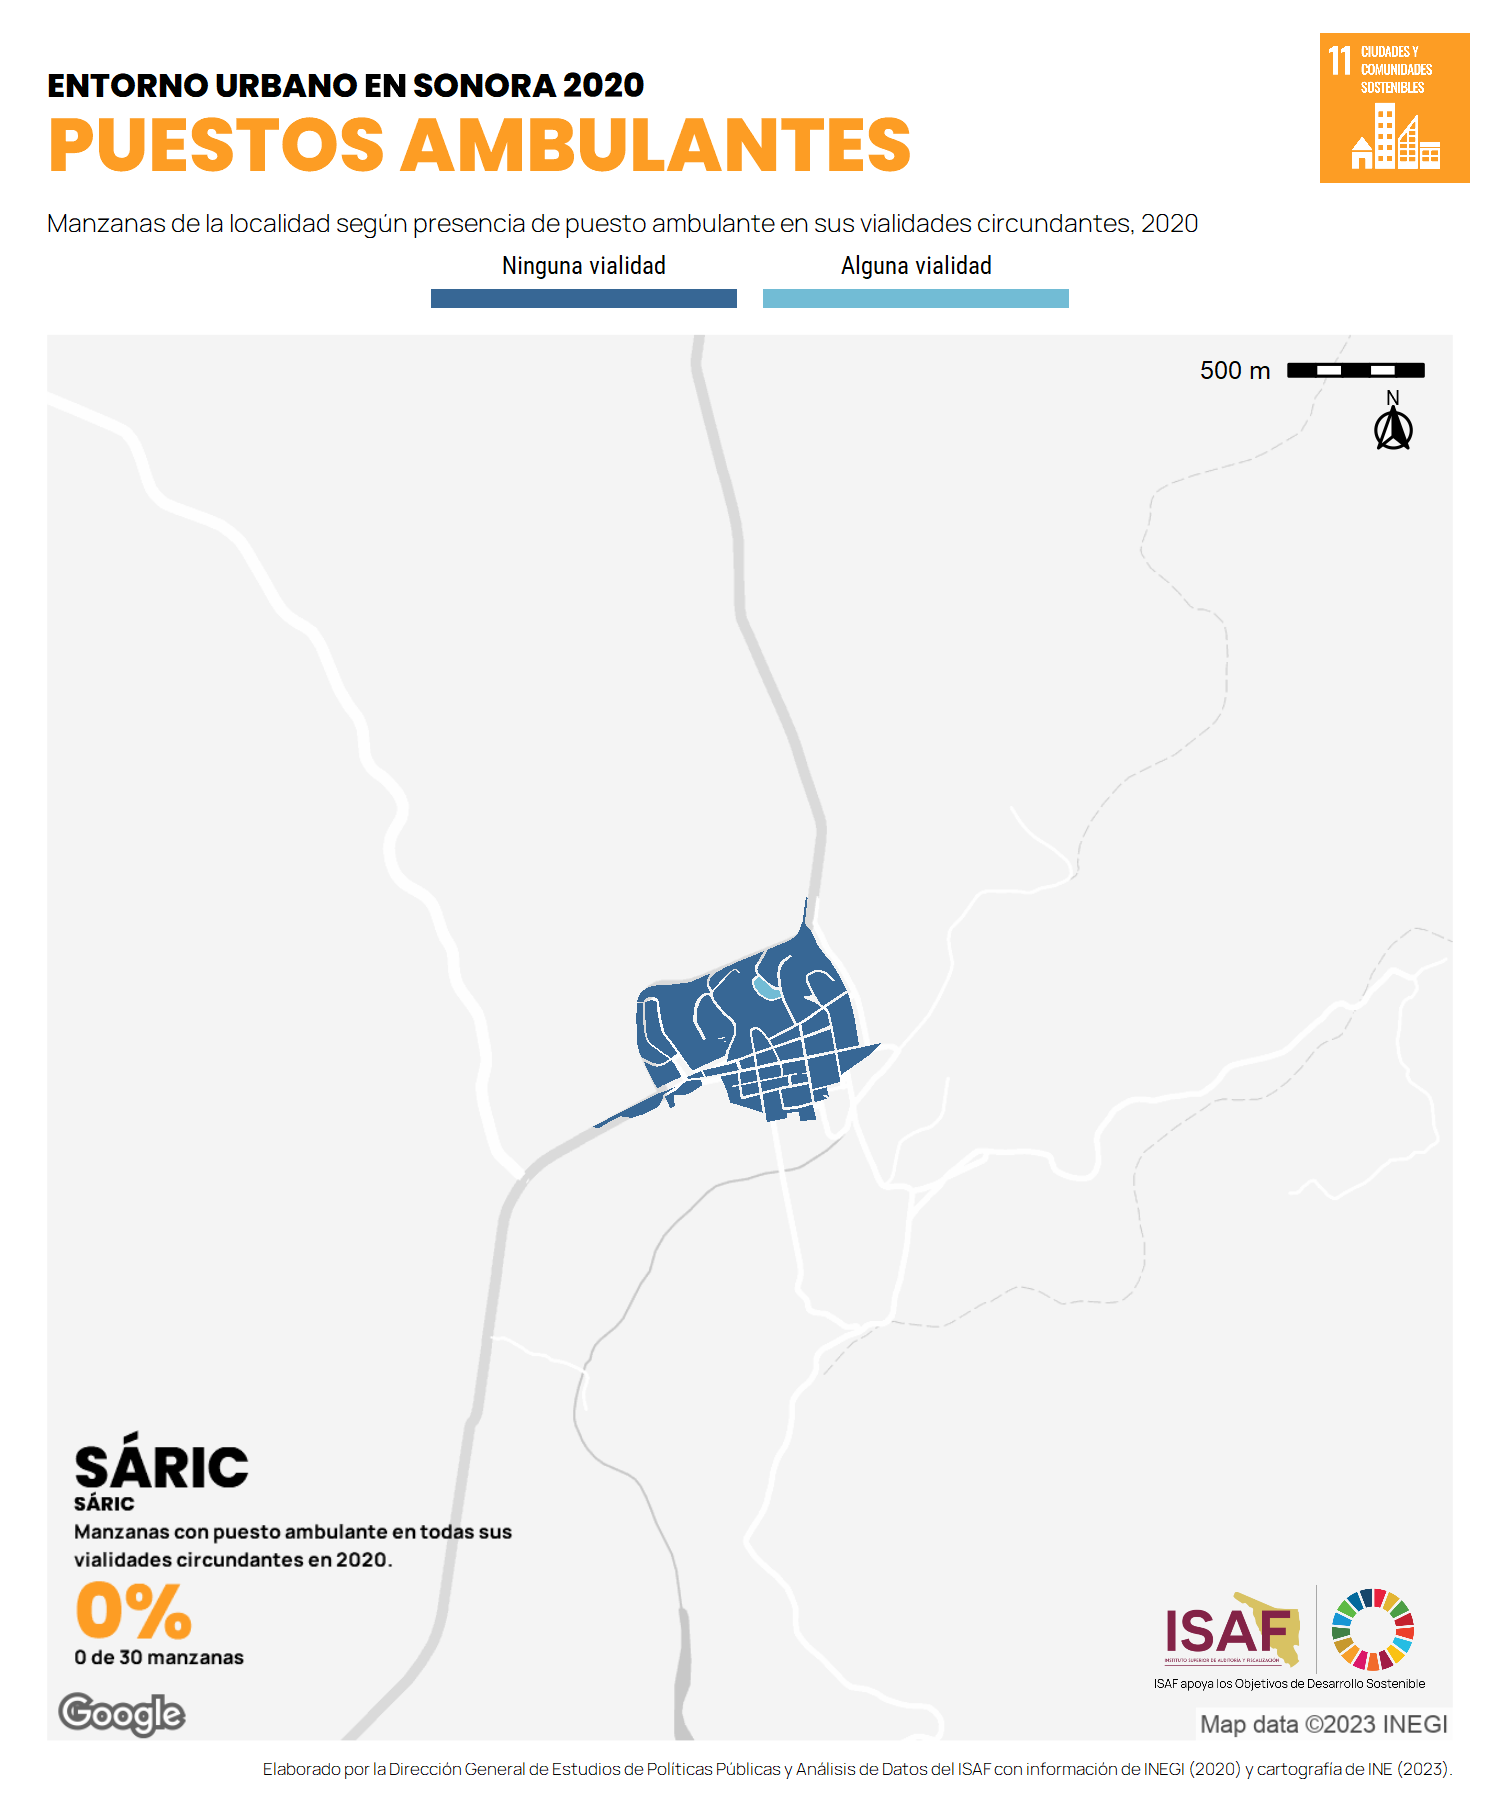 ENTORNO URBANO EN SONORA 2020
PUESTOS AMBULANTES
11 CIUDADES Y
COMUNIDADES
SOSTENIBLES
Manzanas de la localidad según presencia de puesto ambulante en sus vialidades circundantes, 2020
Ninguna vialidad
Alguna vialidad
500 m
N
SÁRIC
SÁRIC
Manzanas con puesto ambulante en todas sus
vialidades circundantes en 2020.
0%
0 de 30 manzanas
Google
ISAF
INSTITUTO SUPERIOR DE AUDITORÍA Y FISCALIZACIÓN
ISAF apoya los Objetivos de Desarrollo Sostenible
Map data ©2023 INEGI
Elaborado por la Dirección General de Estudios de Políticas Públicas y Análisis de Datos del ISAF con información de INEGI (2020) y cartografía de INE (2023).